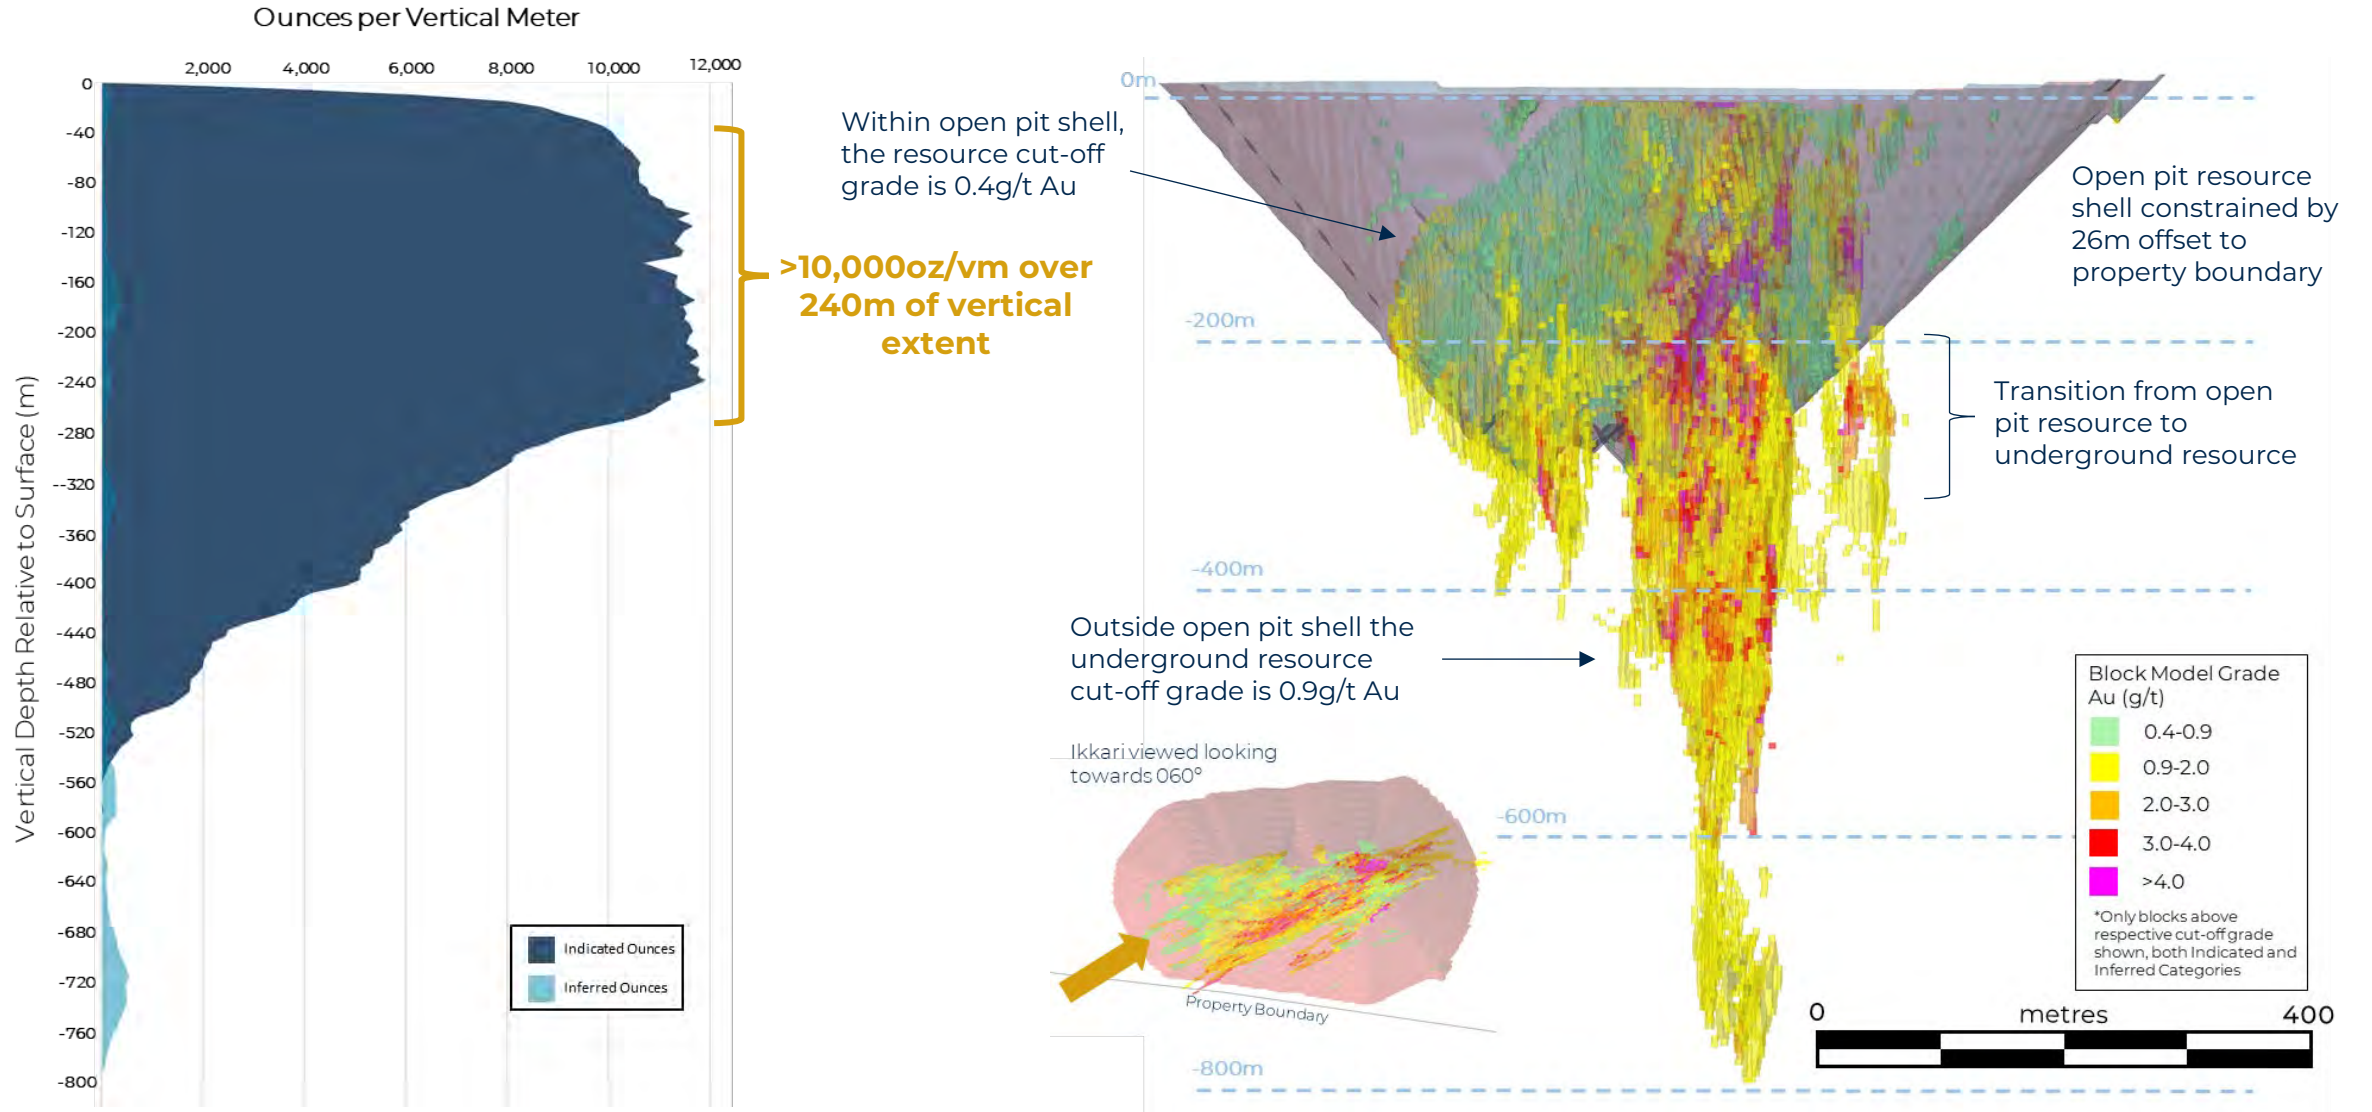 Ounces per Vertical Meter
2,000
4,000
6,000
8,000
10,000
12,000
0
-40
-80
-120
-160
-200
-240
-280
--320
-360
-400
-440
-480
-520
-560
-600
-640
-680
-720
-760
-800
Vertical Depth Relative to Surface (m)
Indicated Ounces
Inferred Ounces
>10,000oz/vm over
240m of vertical
extent
Within open pit shell,
the resource cut-off
grade is 0.4g/t Au
0m
-200m
-400m
-600m
-800m
Open pit resource
shell constrained by
26m offset to
property boundary
Transition from open
pit resource to
underground resource
Outside open pit shell the
underground resource
cut-off grade is 0.9g/t Au
Ikkari viewed looking
towards 060°
Property Boundary
Block Model Grade
Au (g/t)
0.4-0.9
0.9-2.0
2.0-3.0
3.0-4.0
>4.0
*Only blocks above
respective cut-off grade
shown, both Indicated and
Inferred Categories
0
metres
400